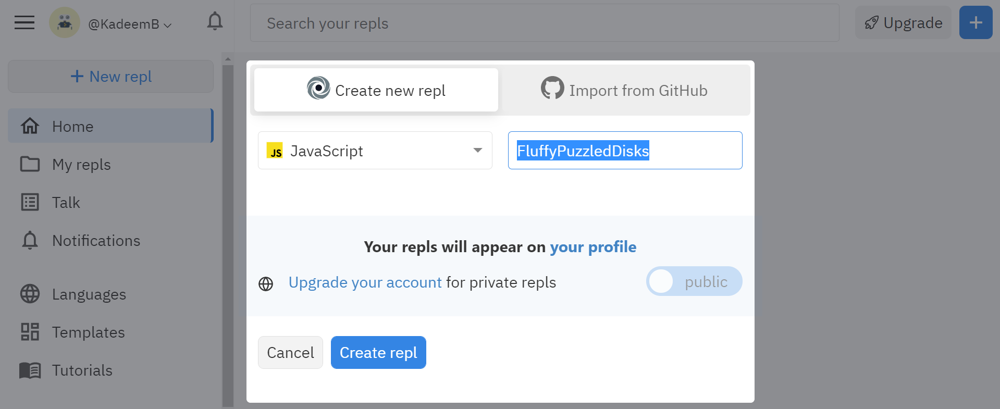 @KadeemB
Search your repls
Upgrade
New repl
Home
My repls
Talk
Notifications
Languages
Templates
Tutorials
Create new repl
Import from GitHub
JS JavaScript
FluffyPuzzledDisks
Your repls will appear on your profile
Upgrade your account for private repls
public
Cancel
Create repl